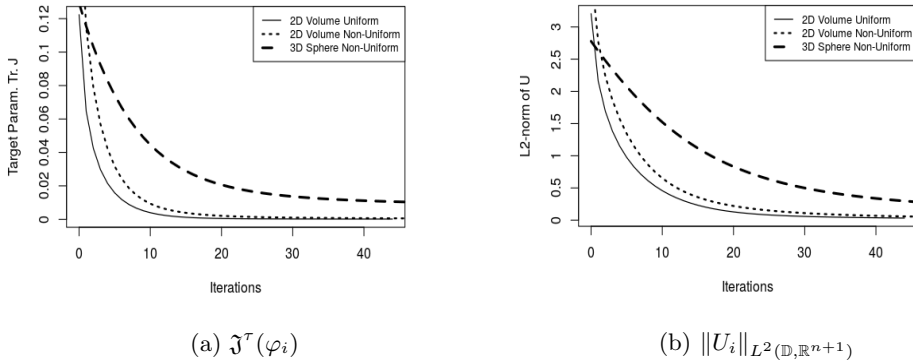 Target Param. Tr. J
0
0.02
0.04
0.06
0.08
0.10
0.12
2D Volume Uniform
2D Volume Non-Uniform
3D Sphere Non-Uniform
0 10 20 30 40
Iterations
(a) 𝔍^τ(φ_i)
L2-norm of U
0
0.5
1
1.5
2
2.5
3
2D Volume Uniform
2D Volume Non-Uniform
3D Sphere Non-Uniform
0 10 20 30 40
Iterations
(b) ‖U_i‖_{L²(𝔻,ℝ^{n+1})}